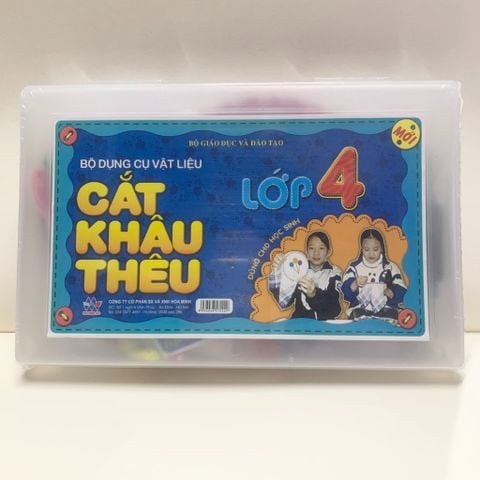 BỘ GIÁO DỤC VÀ ĐÀO TẠO
MỚI
BỘ DỤNG CỤ VẬT LIỆU
CẮT
KHÂU
THÊU
LỚP 4
DÙNG CHO HỌC SINH
CÔNG TY CỔ PHẦN SX VÀ XNK HÒA MINH